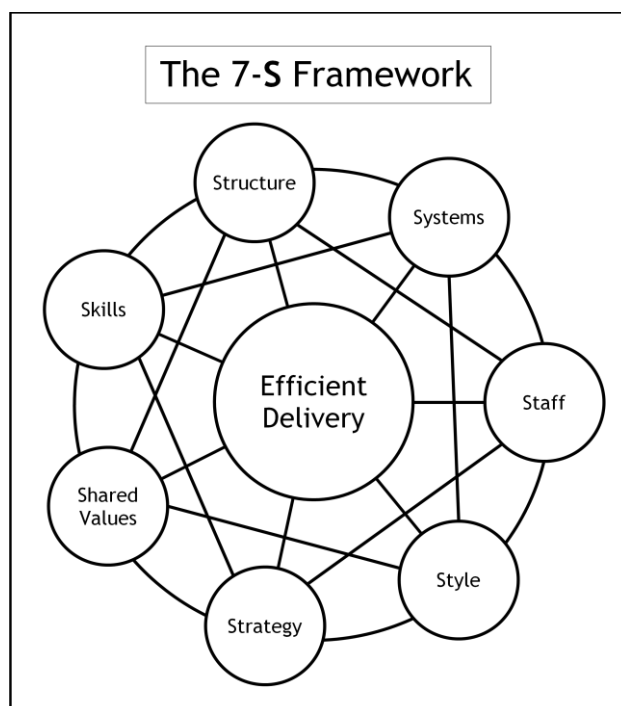 The 7-S Framework
Structure
Systems
Skills
Efficient
Delivery
Staff
Shared
Values
Style
Strategy